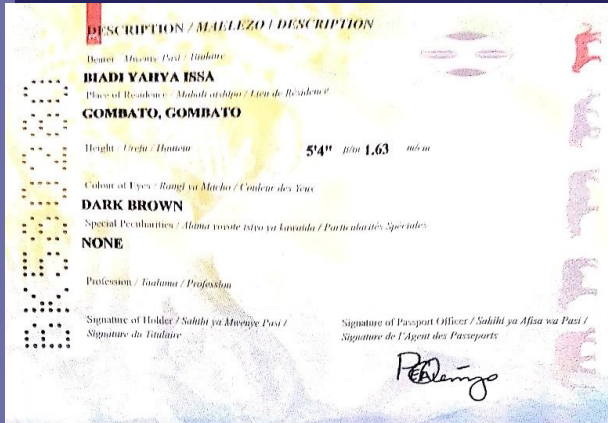 DESCRIPTION / MAELEZO / DESCRIPTION
Bearer / Mwenye Pasi / Titulaire
BIADI YAHYA ISSA
Place of Residence / Mahali atishipo / Lieu de Résidence
GOMBATO, GOMBATO
Height / Urefu / Hauteur 5'4" ft/in 1.63 m/cm
Colour of Eyes / Rangi ya Macho / Couleur des Yeux
DARK BROWN
Special Peculiarities / Alama yoyote isiyo ya kawaida / Particularités Spéciales
NONE
Profession / Taaluma / Profession
Signature of Holder / Sahihi ya Mwenye Pasi /
Signature du Titulaire
Signature of Passport Officer / Sahihi ya Afisa wa Pasi /
Signature de l'Agent des Passeports